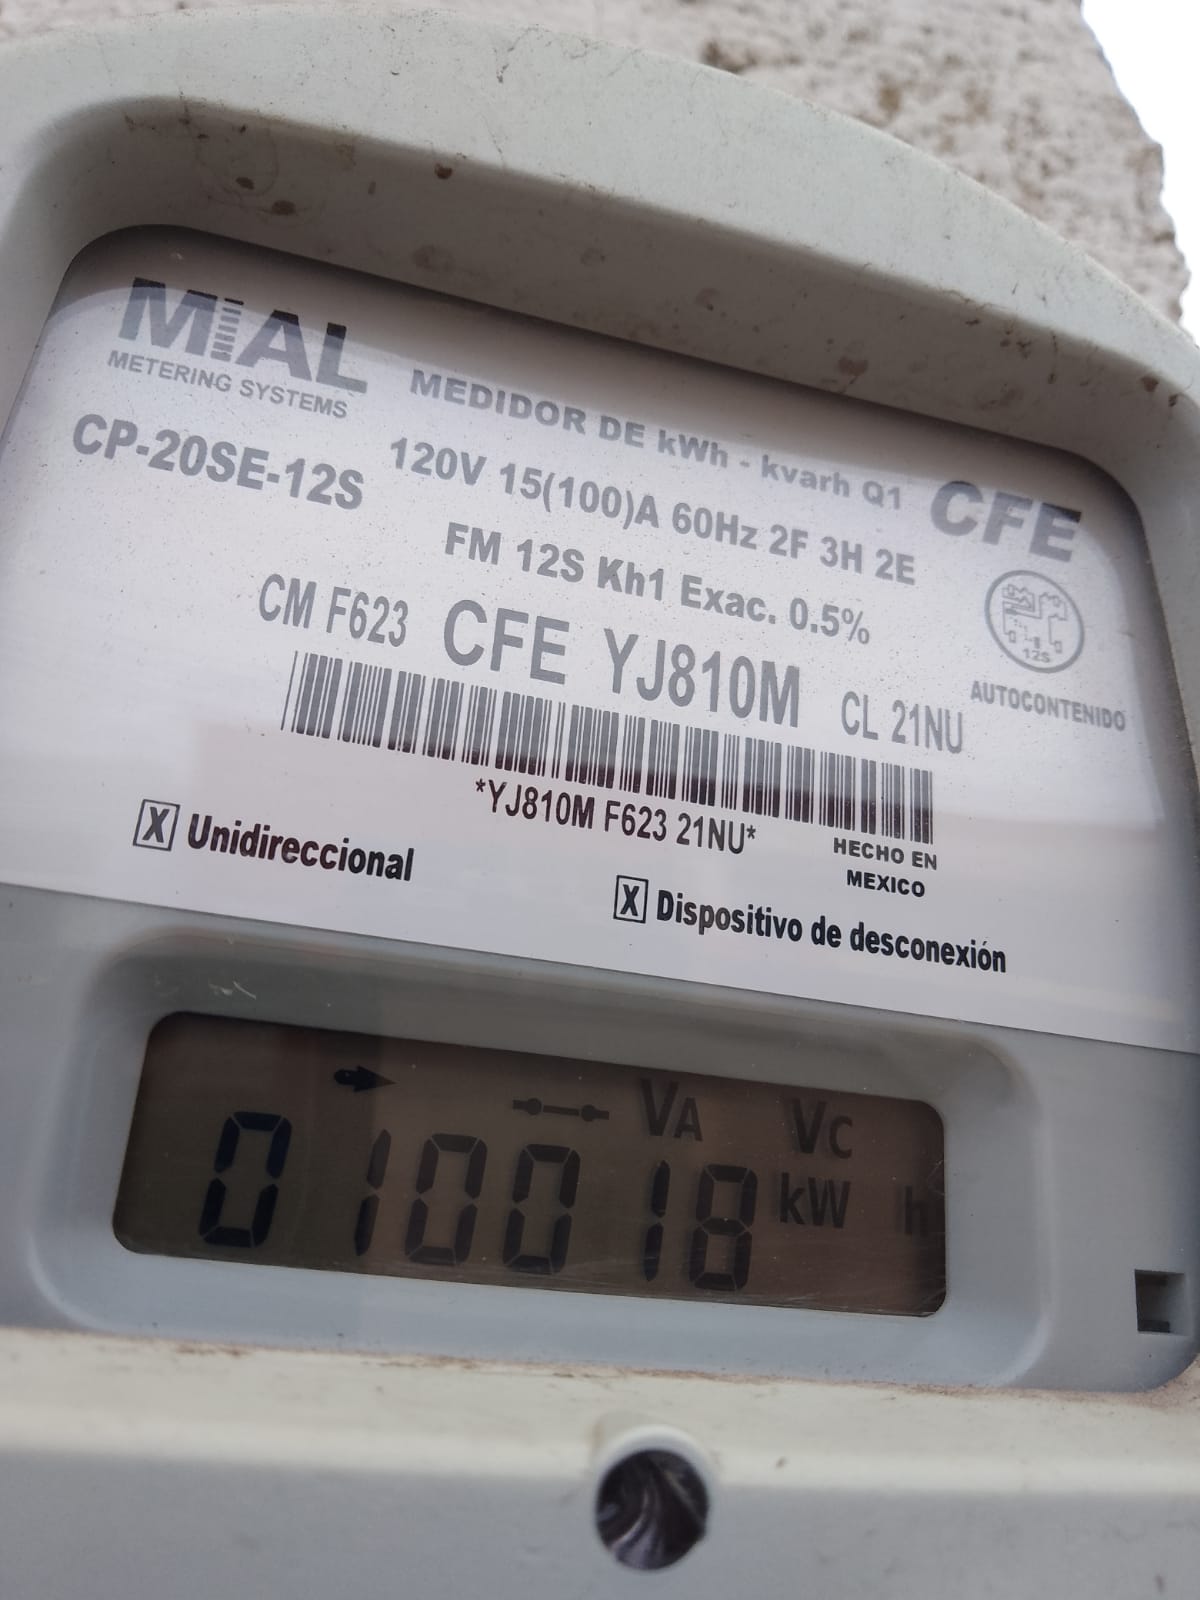 MIAL
METERING SYSTEMS
MEDIDOR DE kWh - kvarh Q1
CFE
CP-20SE-12S
120V 15(100)A 60Hz 2F 3H 2E
FM 12S Kh1 Exac. 0.5%
12S
AUTOCONTENIDO
CM F623 CFE YJ810M CL 21NU
*YJ810M F623 21NU*
HECHO EN
MEXICO
X Unidireccional
X Dispositivo de desconexión
VA VC
010018 kW h